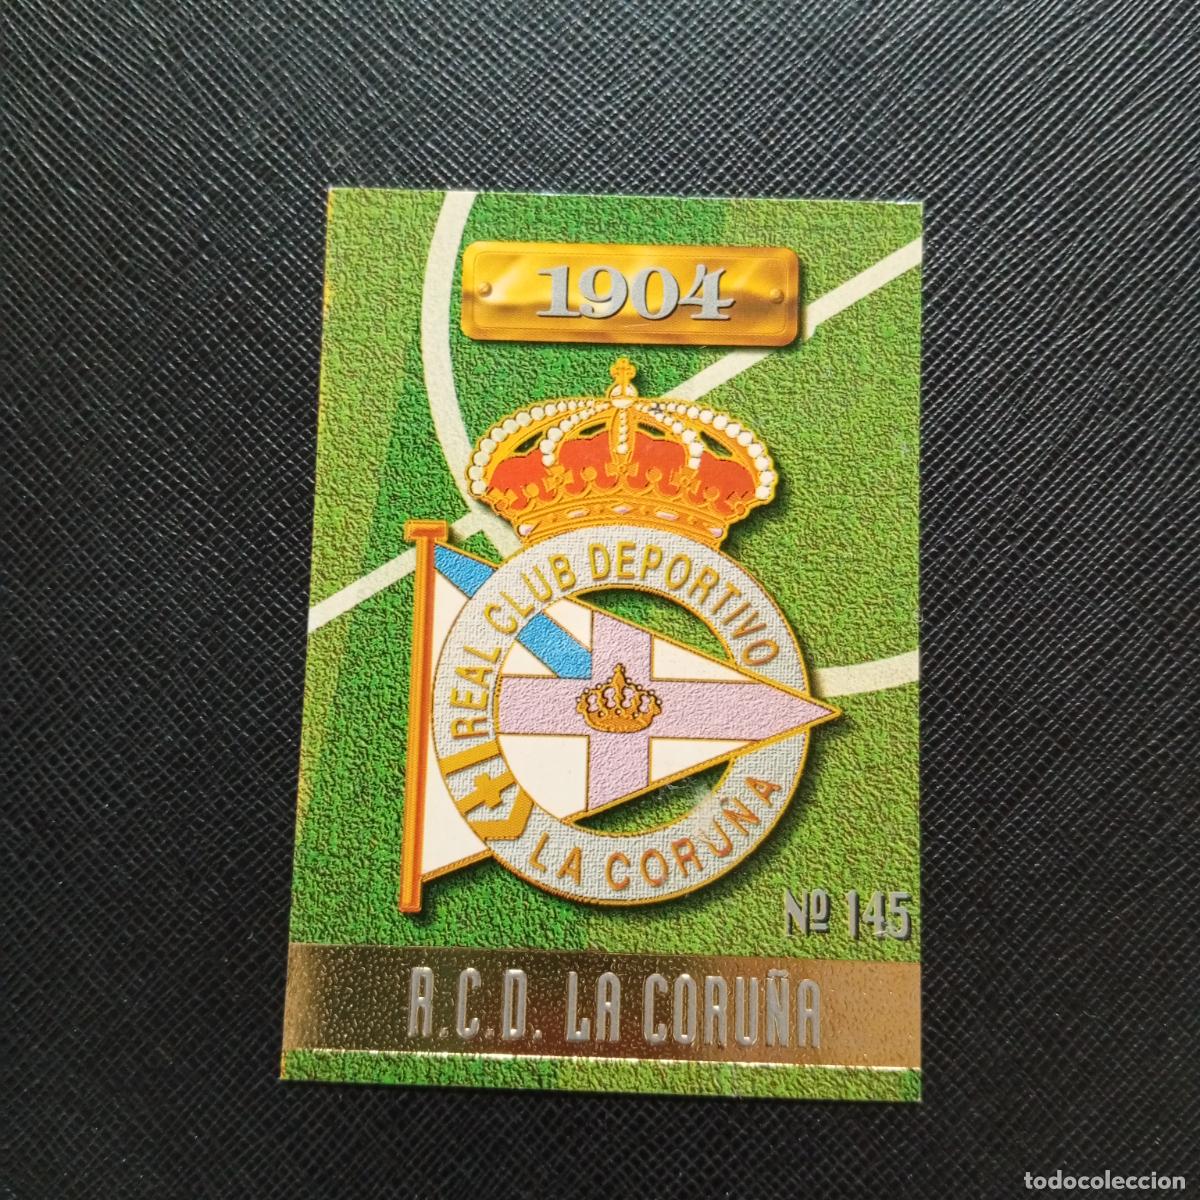 1904
REAL CLUB DEPORTIVO
LA CORUÑA
Nº 145
R.C.D. LA CORUÑA
todocoleccion